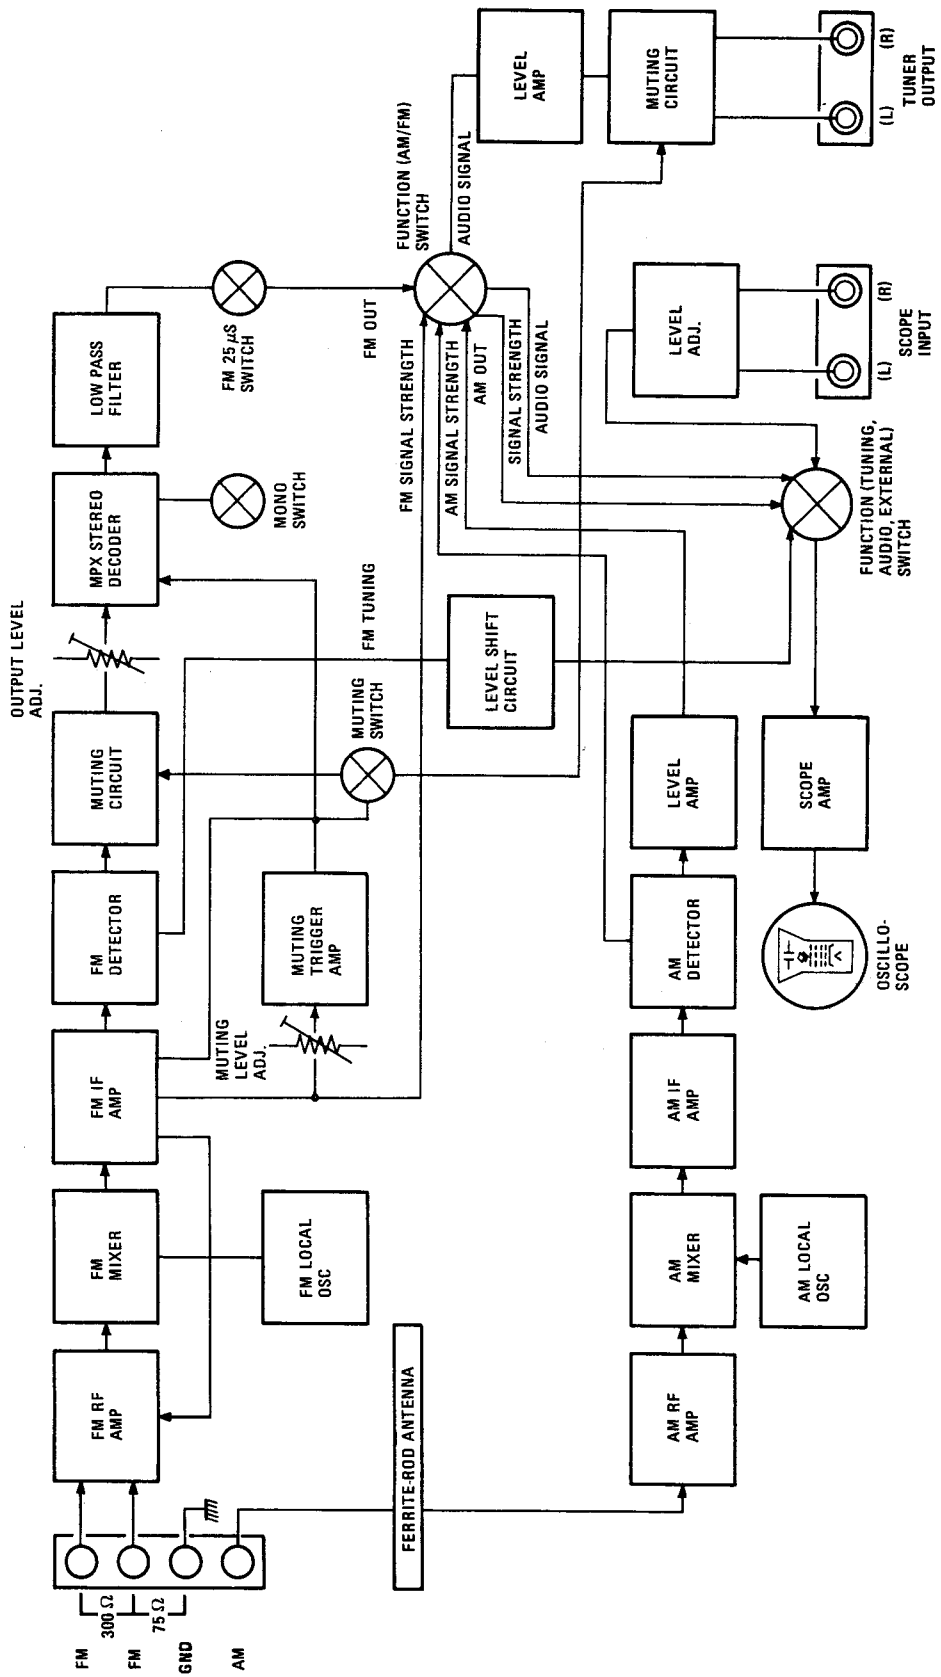 FM
300 Ω
FM
75 Ω
GND
AM
FM RF
AMP
FM
MIXER
FM LOCAL
OSC
FM IF
AMP
FM
DETECTOR
MUTING
LEVEL
ADJ.
MUTING
TRIGGER
AMP
MUTING
CIRCUIT
MUTING
SWITCH
OUTPUT LEVEL
ADJ.
MPX STEREO
DECODER
MONO
SWITCH
LOW PASS
FILTER
FM 25 μS
SWITCH
FM TUNING
LEVEL SHIFT
CIRCUIT
FM OUT
FUNCTION (AM/FM)
SWITCH
FM SIGNAL STRENGTH
AM SIGNAL STRENGTH
AM OUT
SIGNAL STRENGTH
AUDIO SIGNAL
AUDIO SIGNAL
LEVEL
AMP
MUTING
CIRCUIT
(L)
(R)
TUNER
OUTPUT
FERRITE-ROD ANTENNA
AM RF
AMP
AM
MIXER
AM LOCAL
OSC
AM IF
AMP
AM
DETECTOR
LEVEL
AMP
LEVEL
ADJ.
(L)
(R)
SCOPE
INPUT
FUNCTION (TUNING,
AUDIO, EXTERNAL)
SWITCH
SCOPE
AMP
OSCILLO-
SCOPE